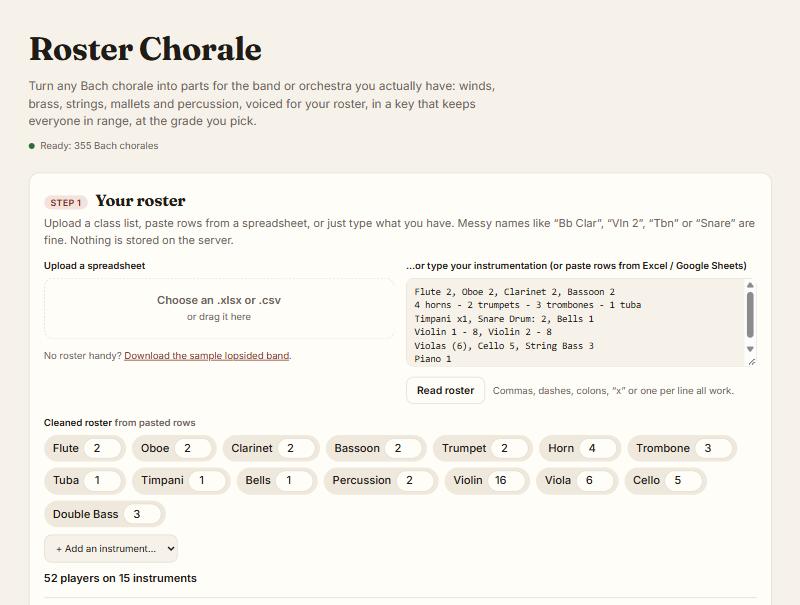 Roster Chorale
Turn any Bach chorale into parts for the band or orchestra you actually have: winds,
brass, strings, mallets and percussion, voiced for your roster, in a key that keeps
everyone in range, at the grade you pick.
Ready: 355 Bach chorales
STEP 1 Your roster
Upload a class list, paste rows from a spreadsheet, or just type what you have. Messy names like “Bb Clar”, “Vln 2”, “Tbn” or “Snare” are
fine. Nothing is stored on the server.
Upload a spreadsheet
Choose an .xlsx or .csv
or drag it here
No roster handy? Download the sample lopsided band.
...or type your instrumentation (or paste rows from Excel / Google Sheets)
Flute 2, Oboe 2, Clarinet 2, Bassoon 2
4 horns - 2 trumpets - 3 trombones - 1 tuba
Timpani x1, Snare Drum: 2, Bells 1
Violin 1 - 8, Violin 2 - 8
Violas (6), Cello 5, String Bass 3
Piano 1
Read roster Commas, dashes, colons, “x” or one per line all work.
Cleaned roster from pasted rows
Flute 2 Oboe 2 Clarinet 2 Bassoon 2 Trumpet 2 Horn 4 Trombone 3
Tuba 1 Timpani 1 Bells 1 Percussion 2 Violin 16 Viola 6 Cello 5
Double Bass 3
+ Add an instrument...
52 players on 15 instruments